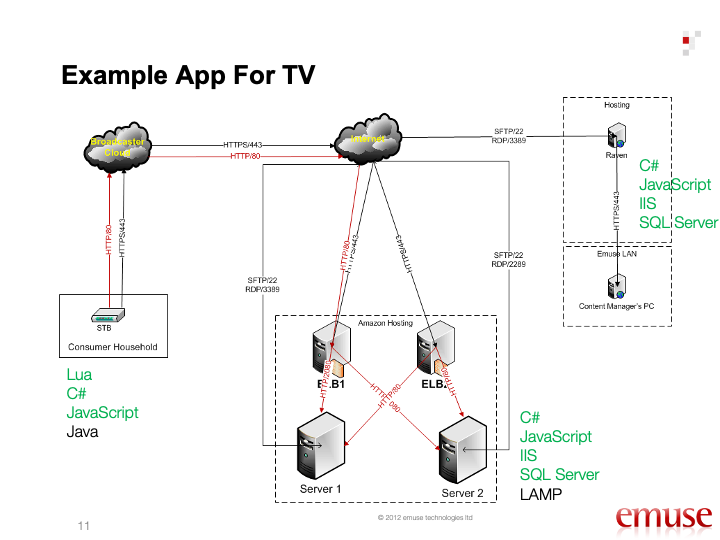 Example App For TV
Hosting
Broadcaster
Cloud
Internet
HTTPS/443
HTTP/80
SFTP/22
RDP/3389
Raven
C#
JavaScript
IIS
SQL Server
HTTPS/443
HTTP/80
HTTPS/443
HTTP/80
HTTPS/443
HTTPS/443
SFTP/22
RDP/3389
SFTP/22
RDP/2289
Emuse LAN
Content Manager's PC
STB
Consumer Household
Amazon Hosting
ELB1
ELB2
HTTP/2080
HTTP/80
HTTP/80
Lua
C#
JavaScript
Java
Server 1
Server 2
C#
JavaScript
IIS
SQL Server
LAMP
11
© 2012 emuse technologies ltd
emuse